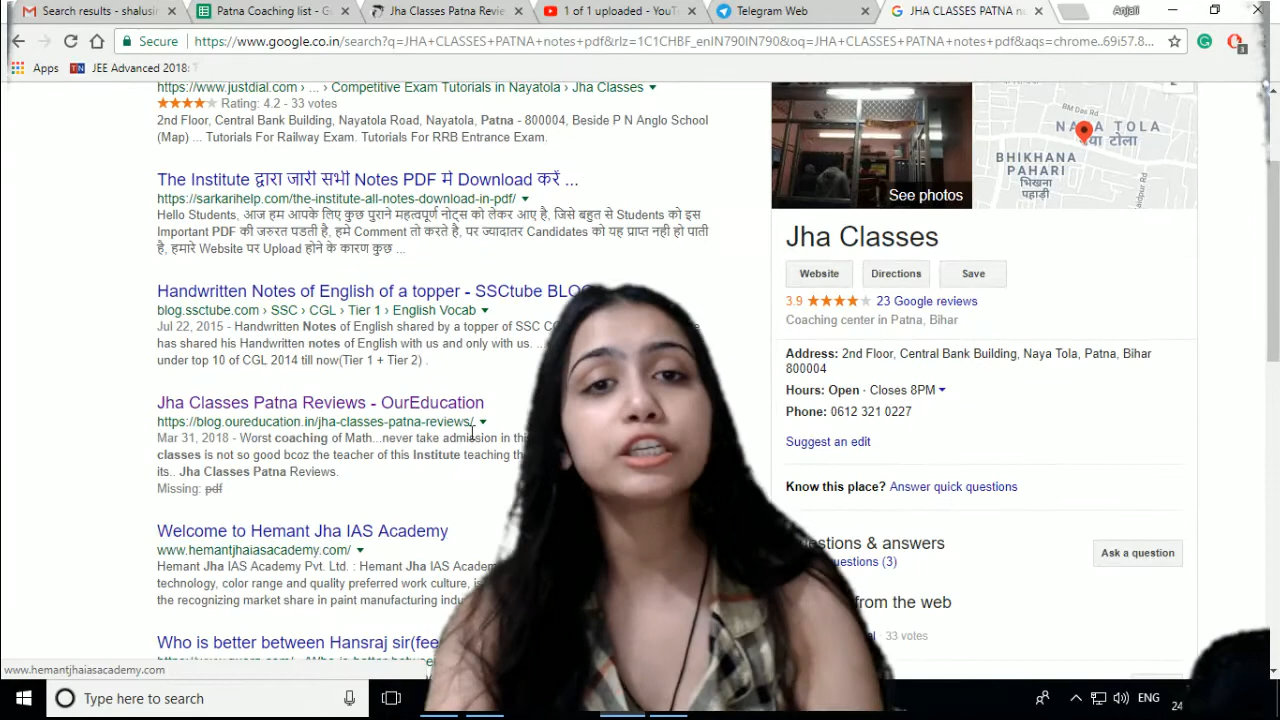 Search results - shalusi
Patna Coaching list - G
Jha Classes Patna Revie
1 of 1 uploaded - YouT
Telegram Web
JHA CLASSES PATNA n
Anjali
Secure
https://www.google.co.in/search?q=JHA+CLASSES+PATNA+notes+pdf&rlz=1C1CHBF_enIN790IN790&oq=JHA+CLASSES+PATNA+notes+pdf&aqs=chrome..69i57.8...
3
Apps
JEE Advanced 2018:
https://www.justdial.com › ... › Competitive Exam Tutorials in Nayatola › Jha Classes
Rating: 4.2 - 33 votes
2nd Floor, Central Bank Building, Nayatola Road, Nayatola, Patna - 800004, Beside P N Anglo School
(Map) ... Tutorials For Railway Exam. Tutorials For RRB Entrance Exam.
The Institute द्वारा जारी सभी Notes PDF में Download करें ...
https://sarkarihelp.com/the-institute-all-notes-download-in-pdf/
Hello Students, आज हम आपके लिए कुछ पुराने महत्वपूर्ण नोट्स को लेकर आए है, जिसे बहुत से Students को इस
Important PDF की जरुरत पडती है, हमे Comment तो करते है, पर ज्यादातर Candidates को यह प्राप्त नही हो पाती
है, हमारे Website पर Upload होने के कारण कुछ ...
Handwritten Notes of English of a topper - SSCtube BLOG
blog.ssctube.com › SSC › CGL › Tier 1 › English Vocab
Jul 22, 2015 - Handwritten Notes of English shared by a topper of SSC
has shared his Handwritten notes of English with us and only with us. ...
under top 10 of CGL 2014 till now(Tier 1 + Tier 2) .
Jha Classes Patna Reviews - OurEducation
https://blog.oureducation.in/jha-classes-patna-reviews/
Mar 31, 2018 - Worst coaching of Math...never take admission in thi
classes is not so good bcoz the teacher of this Institute teaching th
its.. Jha Classes Patna Reviews.
Missing: pdf
Welcome to Hemant Jha IAS Academy
www.hemantjhaiasacademy.com/
Hemant Jha IAS Academy Pvt. Ltd. : Hemant Jha IAS Academ
technology, color range and quality preferred work culture, is
the recognizing market share in paint manufacturing indu
Who is better between Hansraj sir(fee
www.hemantjhaiasacademy.com
See photos
BM Das Rd
NAYA TOLA
नया टोला
BHIKHANA
PAHARI
भिखना
पहाड़ी
Jha Classes
Website
Directions
Save
3.9
23 Google reviews
Coaching center in Patna, Bihar
Address: 2nd Floor, Central Bank Building, Naya Tola, Patna, Bihar
800004
Hours: Open · Closes 8PM
Phone: 0612 321 0227
Suggest an edit
Know this place? Answer quick questions
estions & answers
questions (3)
Ask a question
from the web
33 votes
Type here to search
ENG
24